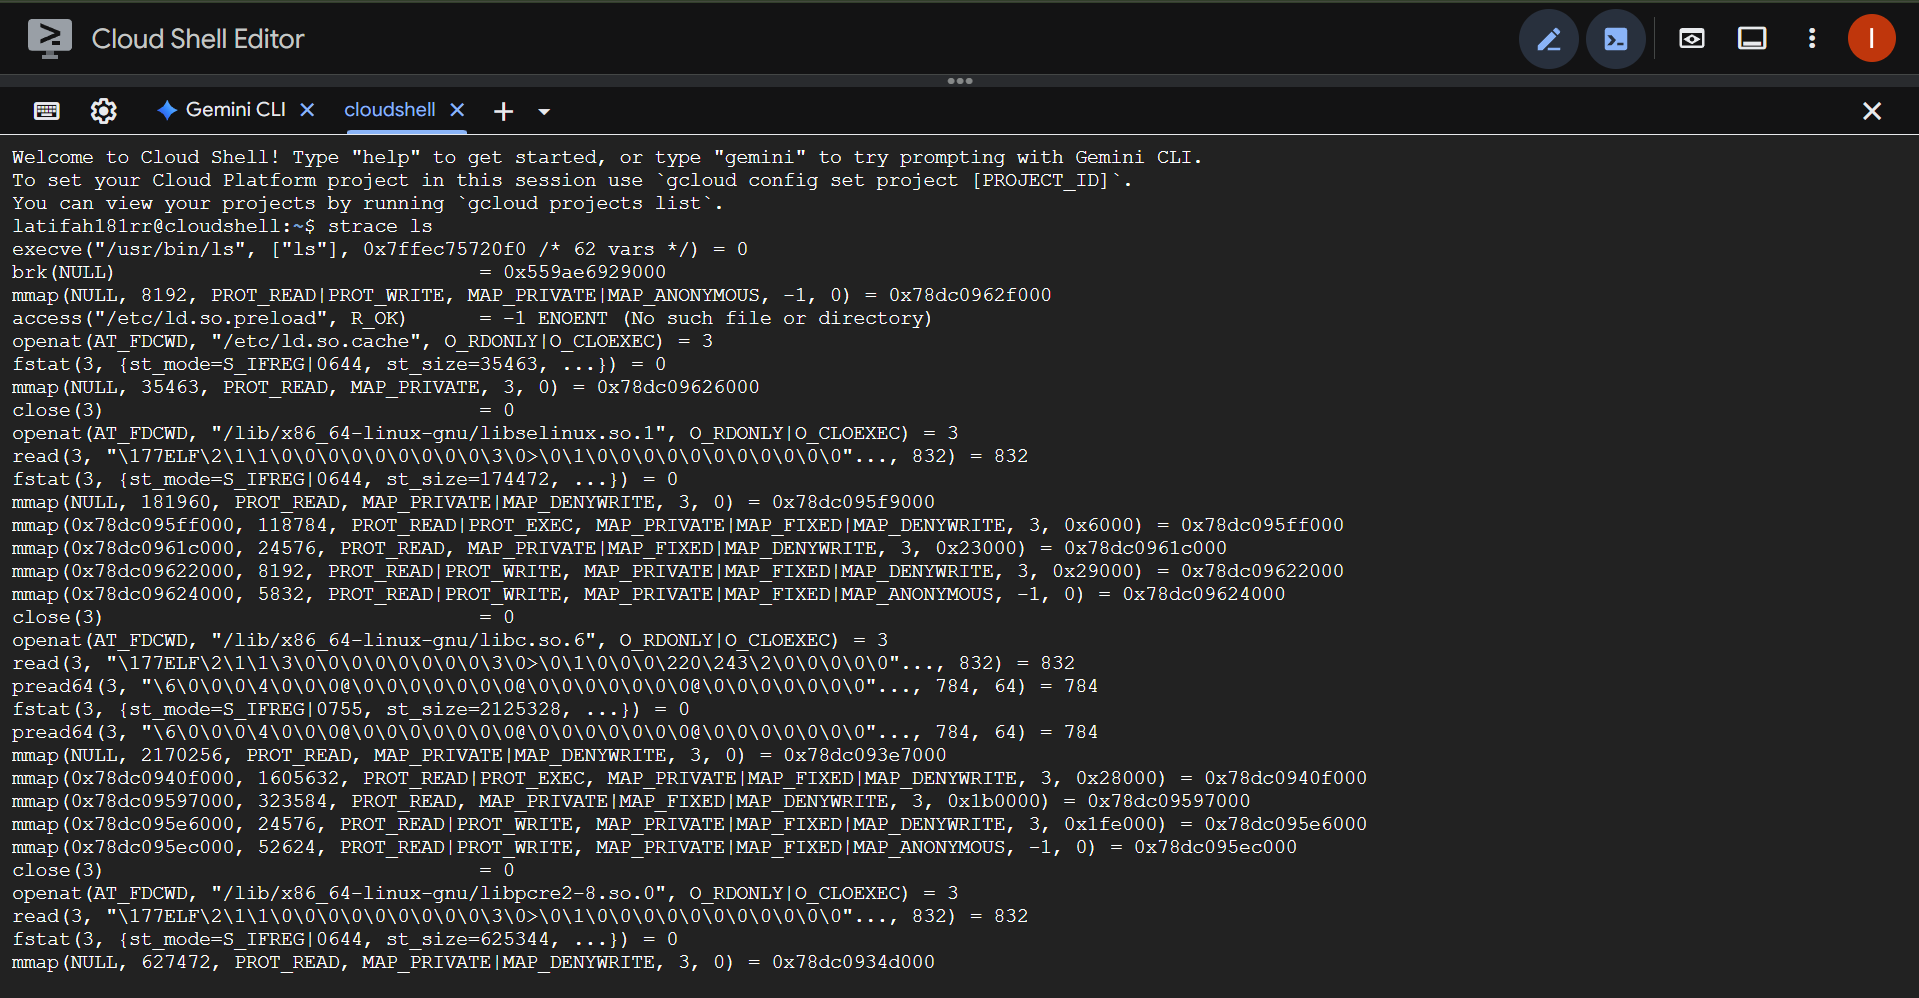 Cloud Shell Editor
I
Gemini CLI
cloudshell
Welcome to Cloud Shell! Type "help" to get started, or type "gemini" to try prompting with Gemini CLI.
To set your Cloud Platform project in this session use `gcloud config set project [PROJECT_ID]`.
You can view your projects by running `gcloud projects list`.
latifah181rr@cloudshell:~$ strace ls
execve("/usr/bin/ls", ["ls"], 0x7ffec75720f0 /* 62 vars */) = 0
brk(NULL)                               = 0x559ae6929000
mmap(NULL, 8192, PROT_READ|PROT_WRITE, MAP_PRIVATE|MAP_ANONYMOUS, -1, 0) = 0x78dc0962f000
access("/etc/ld.so.preload", R_OK)      = -1 ENOENT (No such file or directory)
openat(AT_FDCWD, "/etc/ld.so.cache", O_RDONLY|O_CLOEXEC) = 3
fstat(3, {st_mode=S_IFREG|0644, st_size=35463, ...}) = 0
mmap(NULL, 35463, PROT_READ, MAP_PRIVATE, 3, 0) = 0x78dc09626000
close(3)                                = 0
openat(AT_FDCWD, "/lib/x86_64-linux-gnu/libselinux.so.1", O_RDONLY|O_CLOEXEC) = 3
read(3, "\177ELF\2\1\1\0\0\0\0\0\0\0\0\0\3\0>\0\1\0\0\0\0\0\0\0\0\0\0\0"..., 832) = 832
fstat(3, {st_mode=S_IFREG|0644, st_size=174472, ...}) = 0
mmap(NULL, 181960, PROT_READ, MAP_PRIVATE|MAP_DENYWRITE, 3, 0) = 0x78dc095f9000
mmap(0x78dc095ff000, 118784, PROT_READ|PROT_EXEC, MAP_PRIVATE|MAP_FIXED|MAP_DENYWRITE, 3, 0x6000) = 0x78dc095ff000
mmap(0x78dc0961c000, 24576, PROT_READ, MAP_PRIVATE|MAP_FIXED|MAP_DENYWRITE, 3, 0x23000) = 0x78dc0961c000
mmap(0x78dc09622000, 8192, PROT_READ|PROT_WRITE, MAP_PRIVATE|MAP_FIXED|MAP_DENYWRITE, 3, 0x29000) = 0x78dc09622000
mmap(0x78dc09624000, 5832, PROT_READ|PROT_WRITE, MAP_PRIVATE|MAP_FIXED|MAP_ANONYMOUS, -1, 0) = 0x78dc09624000
close(3)                                = 0
openat(AT_FDCWD, "/lib/x86_64-linux-gnu/libc.so.6", O_RDONLY|O_CLOEXEC) = 3
read(3, "\177ELF\2\1\1\3\0\0\0\0\0\0\0\0\3\0>\0\1\0\0\0\220\243\2\0\0\0\0\0"..., 832) = 832
pread64(3, "\6\0\0\0\4\0\0\0@\0\0\0\0\0\0\0@\0\0\0\0\0\0\0@\0\0\0\0\0\0\0"..., 784, 64) = 784
fstat(3, {st_mode=S_IFREG|0755, st_size=2125328, ...}) = 0
pread64(3, "\6\0\0\0\4\0\0\0@\0\0\0\0\0\0\0@\0\0\0\0\0\0\0@\0\0\0\0\0\0\0"..., 784, 64) = 784
mmap(NULL, 2170256, PROT_READ, MAP_PRIVATE|MAP_DENYWRITE, 3, 0) = 0x78dc093e7000
mmap(0x78dc0940f000, 1605632, PROT_READ|PROT_EXEC, MAP_PRIVATE|MAP_FIXED|MAP_DENYWRITE, 3, 0x28000) = 0x78dc0940f000
mmap(0x78dc09597000, 323584, PROT_READ, MAP_PRIVATE|MAP_FIXED|MAP_DENYWRITE, 3, 0x1b0000) = 0x78dc09597000
mmap(0x78dc095e6000, 24576, PROT_READ|PROT_WRITE, MAP_PRIVATE|MAP_FIXED|MAP_DENYWRITE, 3, 0x1fe000) = 0x78dc095e6000
mmap(0x78dc095ec000, 52624, PROT_READ|PROT_WRITE, MAP_PRIVATE|MAP_FIXED|MAP_ANONYMOUS, -1, 0) = 0x78dc095ec000
close(3)                                = 0
openat(AT_FDCWD, "/lib/x86_64-linux-gnu/libpcre2-8.so.0", O_RDONLY|O_CLOEXEC) = 3
read(3, "\177ELF\2\1\1\0\0\0\0\0\0\0\0\0\3\0>\0\1\0\0\0\0\0\0\0\0\0\0\0"..., 832) = 832
fstat(3, {st_mode=S_IFREG|0644, st_size=625344, ...}) = 0
mmap(NULL, 627472, PROT_READ, MAP_PRIVATE|MAP_DENYWRITE, 3, 0) = 0x78dc0934d000